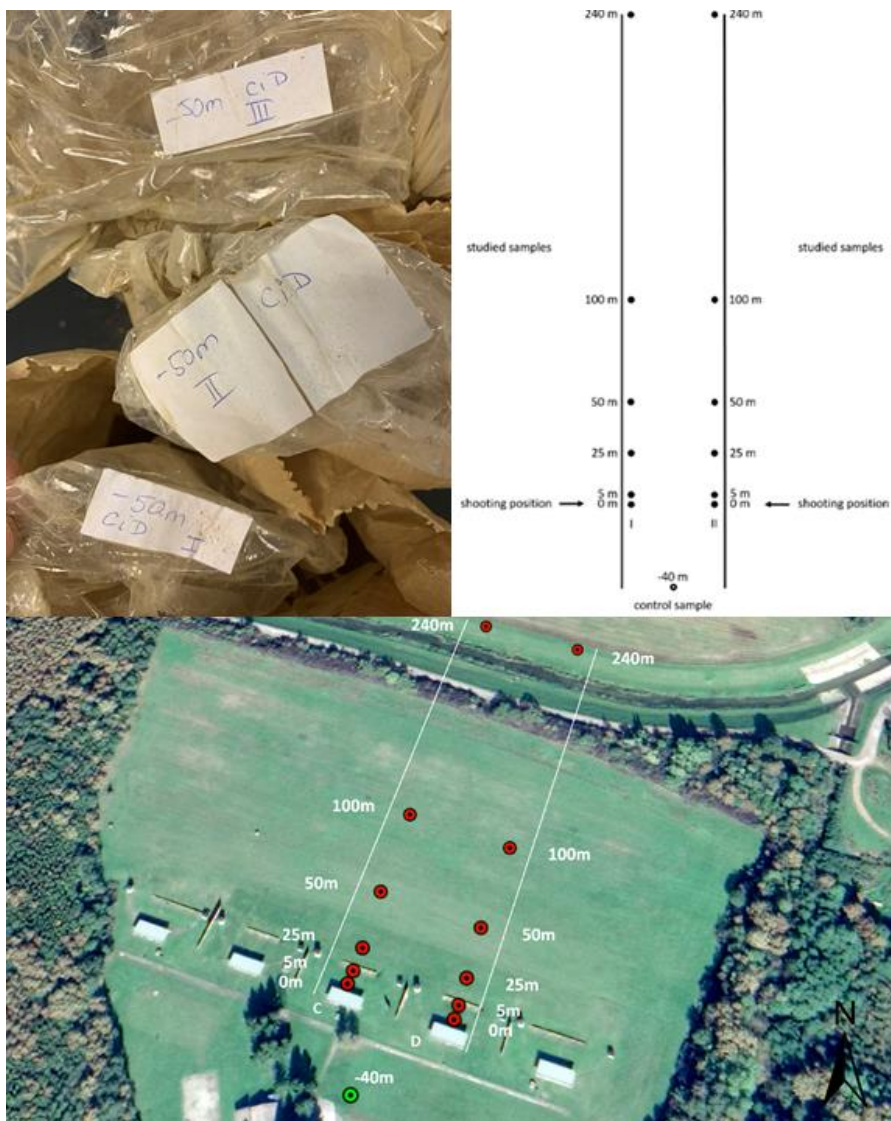 -50m CiD
III
CiD
-50m
II
-50m
CiD I
240 m 240 m
studied samples studied samples
100 m 100 m
50 m 50 m
25 m 25 m
5 m 5 m
shooting position 0 m 0 m shooting position
I II
-40 m
control sample
240m
240m
100m
100m
50m
50m
25m
25m
5m
0m
5m
0m
C
D
N
-40m